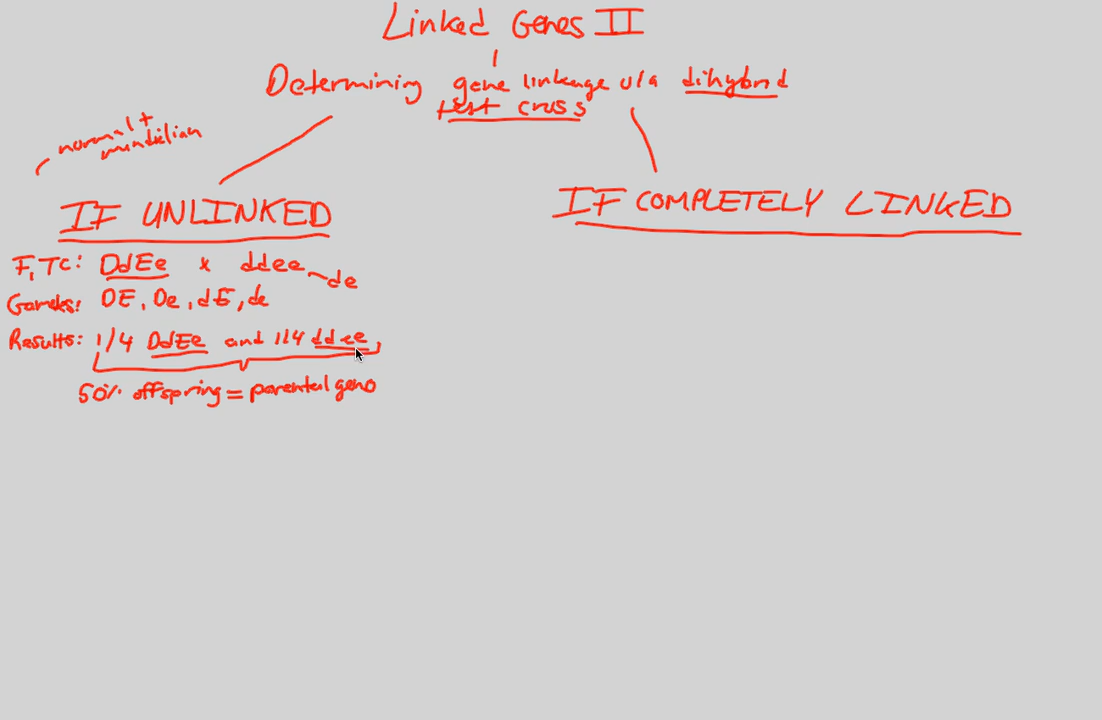 Linked Genes II
Determining gene linkage via dihybrid
test cross
normal +
mendelian
IF UNLINKED
IF COMPLETELY LINKED
F, TC: DdEe x ddee
de
Gametes: DE, De, dE, de
Results: 1/4 DdEe and 1/4 ddee,
50% offspring = parental geno